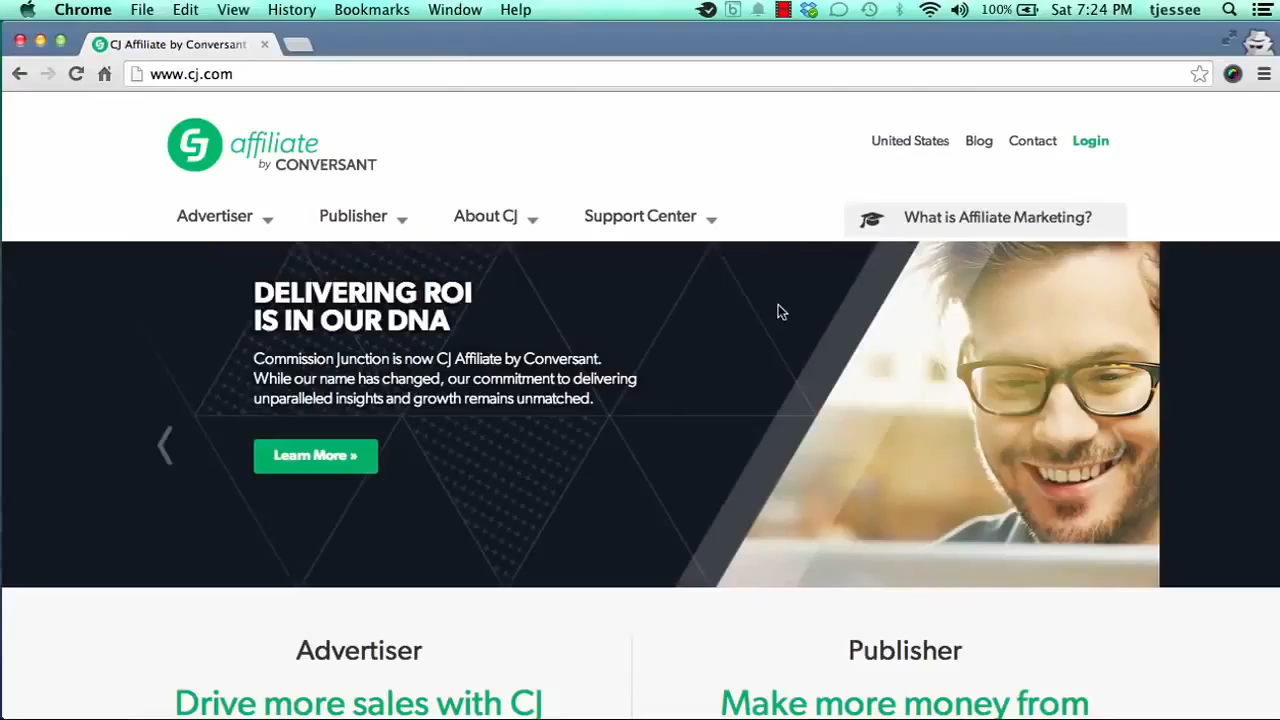 Chrome File Edit View History Bookmarks Window Help 100% Sat 7:24 PM tjessee
CJ Affiliate by Conversant
www.cj.com
affiliate
by CONVERSANT
United States Blog Contact Login
Advertiser Publisher About CJ Support Center What is Affiliate Marketing?
DELIVERING ROI
IS IN OUR DNA
Commission Junction is now CJ Affiliate by Conversant.
While our name has changed, our commitment to delivering
unparalleled insights and growth remains unmatched.
Learn More »
Advertiser Publisher
Drive more sales with CJ Make more money from